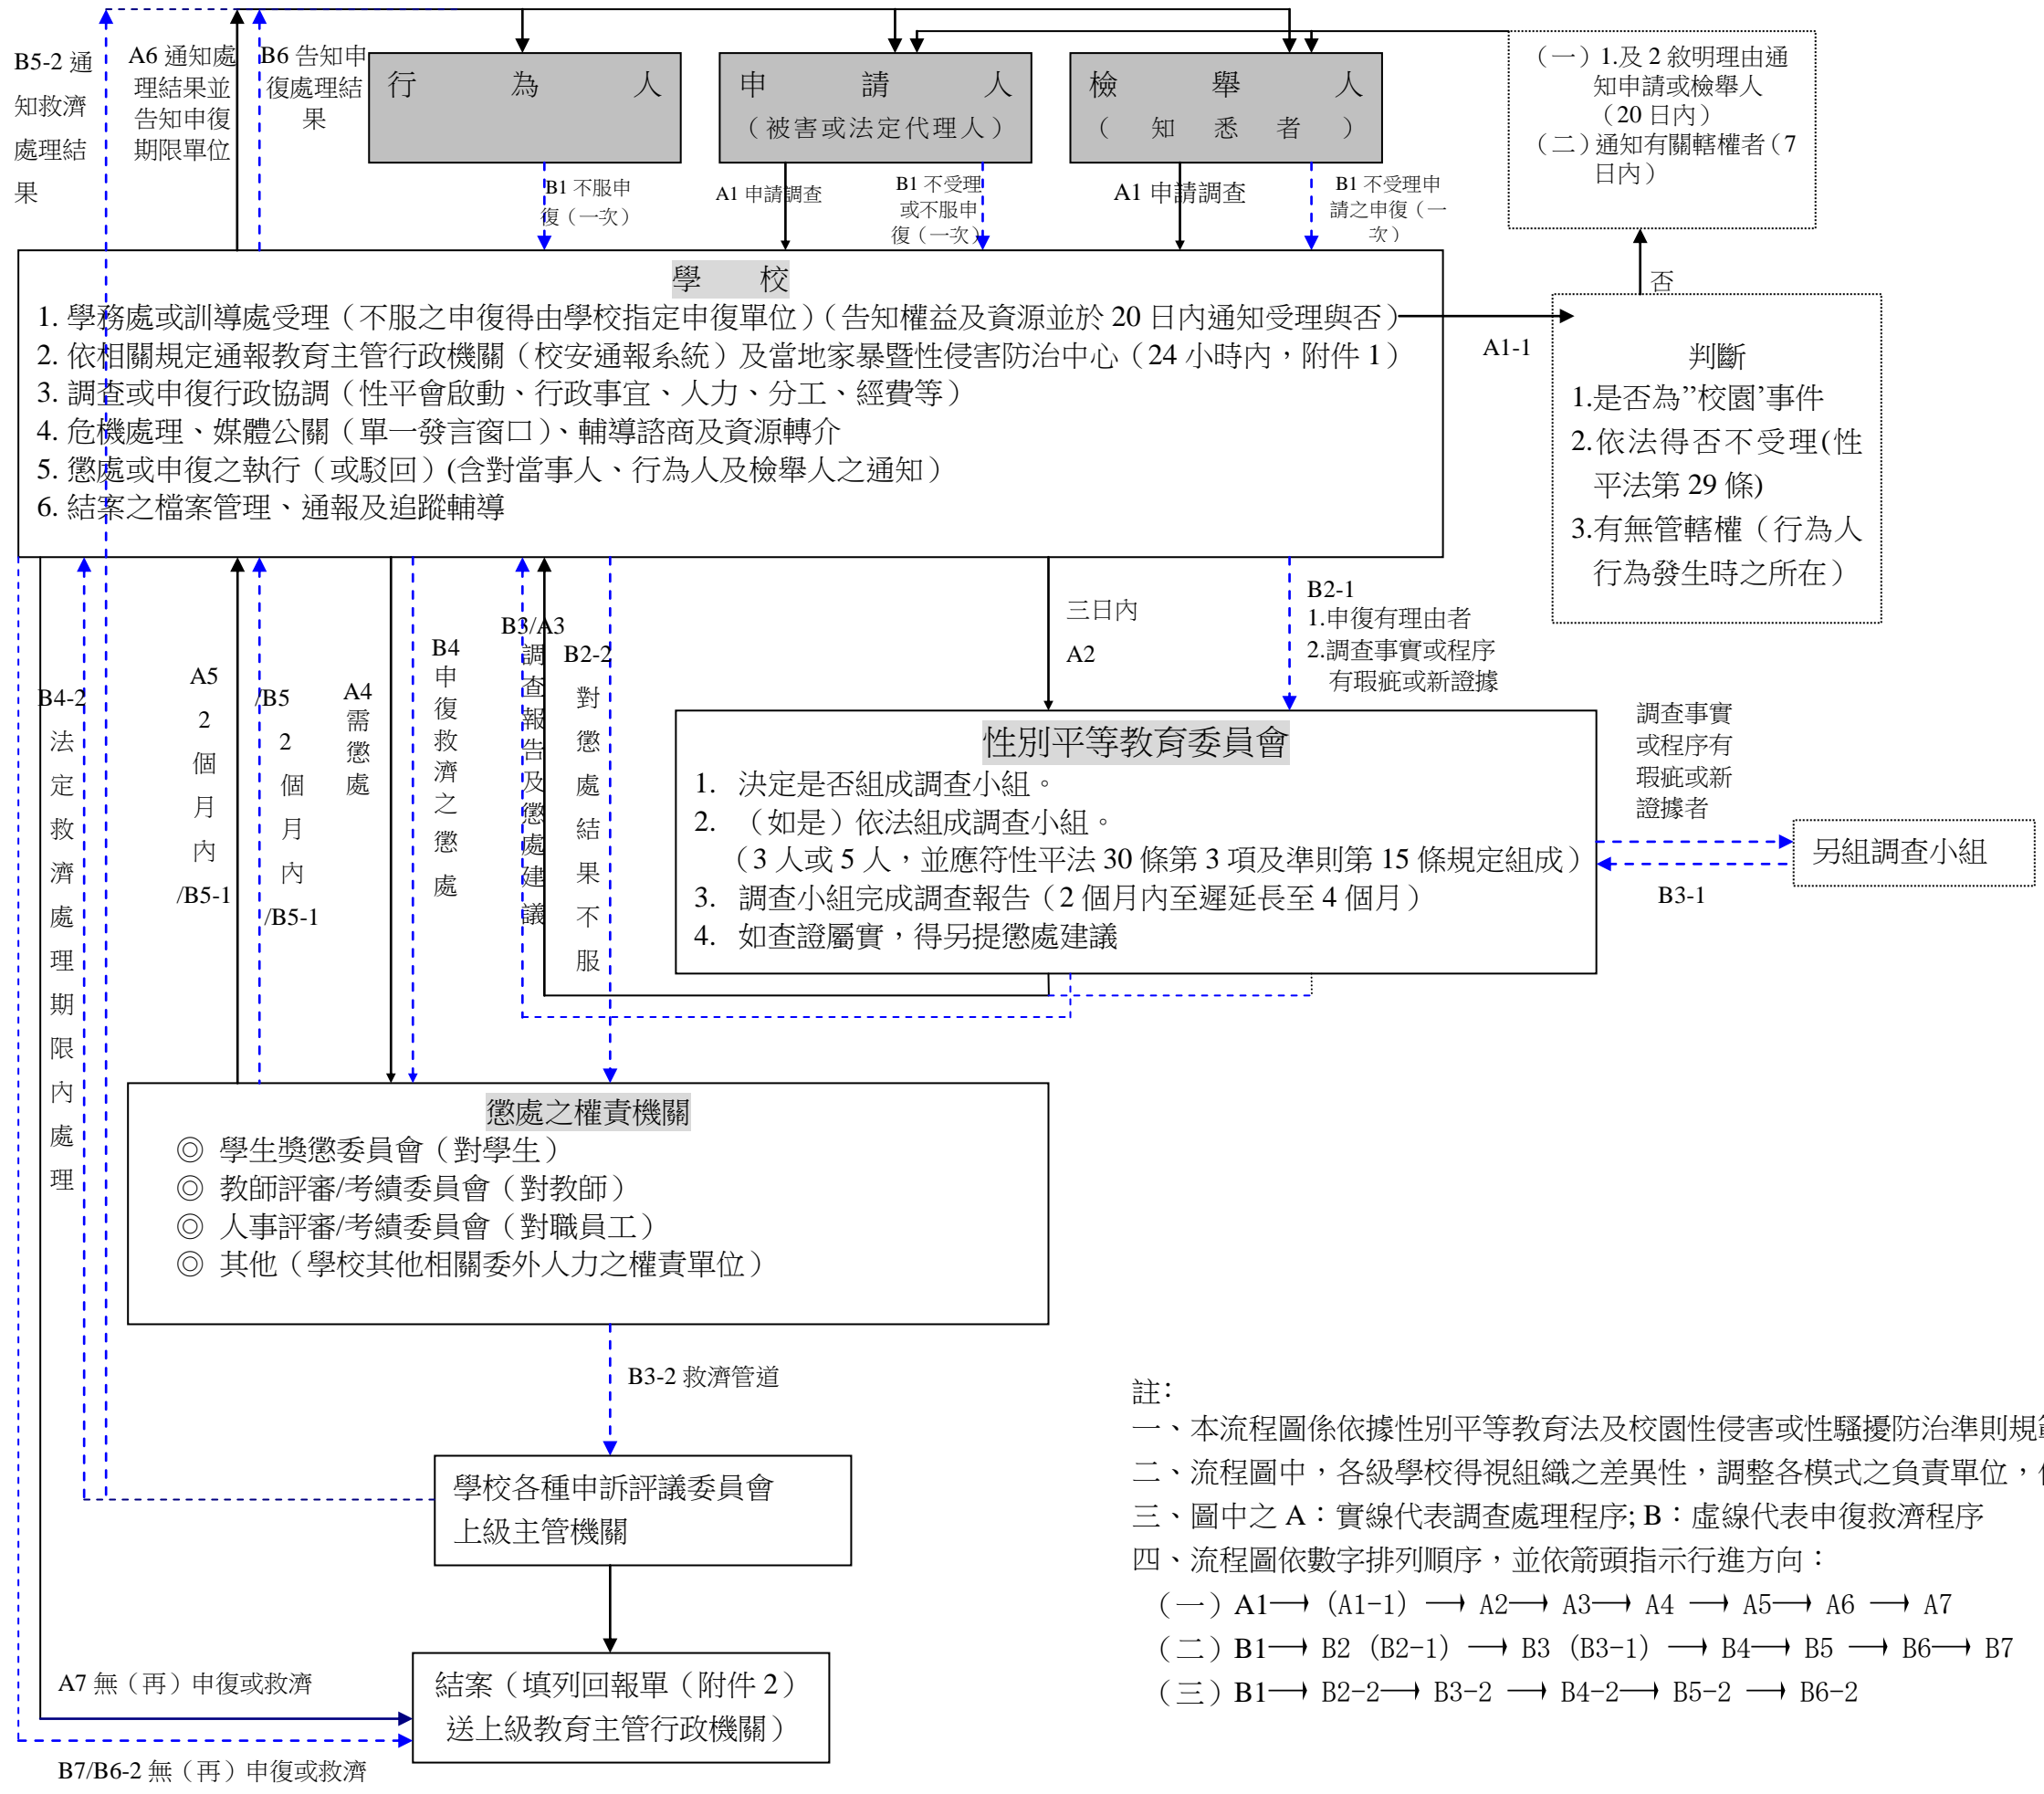 B5-2 通
知救濟
處理結
果
A6 通知處
理結果並
告知申復
期限單位
B6 告知申
復處理結
果
行為人
申請人
（被害或法定代理人）
檢舉人
（知悉者）
（一）1.及 2 敘明理由通
知申請或檢舉人
（20 日內）
（二）通知有關轄權者（7
日內）
B1 不服申
復（一次）
A1 申請調查
B1 不受理
或不服申
復（一次）
A1 申請調查
B1 不受理申
請之申復（一
次）
學 校
1. 學務處或訓導處受理（不服之申復得由學校指定申復單位）（告知權益及資源並於 20 日內通知受理與否）
2. 依相關規定通報教育主管行政機關（校安通報系統）及當地家暴暨性侵害防治中心（24 小時內，附件 1）
3. 調查或申復行政協調（性平會啟動、行政事宜、人力、分工、經費等）
4. 危機處理、媒體公關（單一發言窗口）、輔導諮商及資源轉介
5. 懲處或申復之執行（或駁回）(含對當事人、行為人及檢舉人之通知）
6. 結案之檔案管理、通報及追蹤輔導
A1-1
否
判斷
1.是否為”校園’事件
2.依法得否不受理(性
平法第 29 條)
3.有無管轄權（行為人
行為發生時之所在）
B4-2
法定救濟處理期限內處理
A5
2
個月內
/B5-1
/B5
2
個月內
/B5-1
A4
需懲處
B4
申復救濟之懲處
B3/A3
調查報告及懲處建議
B2-2
對懲處結果不服
三日內
A2
B2-1
1.申復有理由者
2.調查事實或程序
有瑕疵或新證據
性別平等教育委員會
1. 決定是否組成調查小組。
2. （如是）依法組成調查小組。
（3 人或 5 人，並應符性平法 30 條第 3 項及準則第 15 條規定組成）
3. 調查小組完成調查報告（2 個月內至遲延長至 4 個月）
4. 如查證屬實，得另提懲處建議
調查事實
或程序有
瑕疵或新
證據者
另組調查小組
B3-1
懲處之權責機關
◎ 學生獎懲委員會（對學生）
◎ 教師評審/考績委員會（對教師）
◎ 人事評審/考績委員會（對職員工）
◎ 其他（學校其他相關委外人力之權責單位）
B3-2 救濟管道
學校各種申訴評議委員會
上級主管機關
A7 無（再）申復或救濟
結案（填列回報單（附件 2）
送上級教育主管行政機關）
B7/B6-2 無（再）申復或救濟
註：
一、本流程圖係依據性別平等教育法及校園性侵害或性騷擾防治準則規
二、流程圖中，各級學校得視組織之差異性，調整各模式之負責單位，
三、圖中之 A：實線代表調查處理程序; B：虛線代表申復救濟程序
四、流程圖依數字排列順序，並依箭頭指示行進方向：
（一）A1→ (A1-1) → A2→ A3→ A4 → A5→ A6 → A7
（二）B1→ B2 (B2-1) → B3 (B3-1) → B4→ B5 → B6→ B7
（三）B1→ B2-2→ B3-2 → B4-2→ B5-2 → B6-2